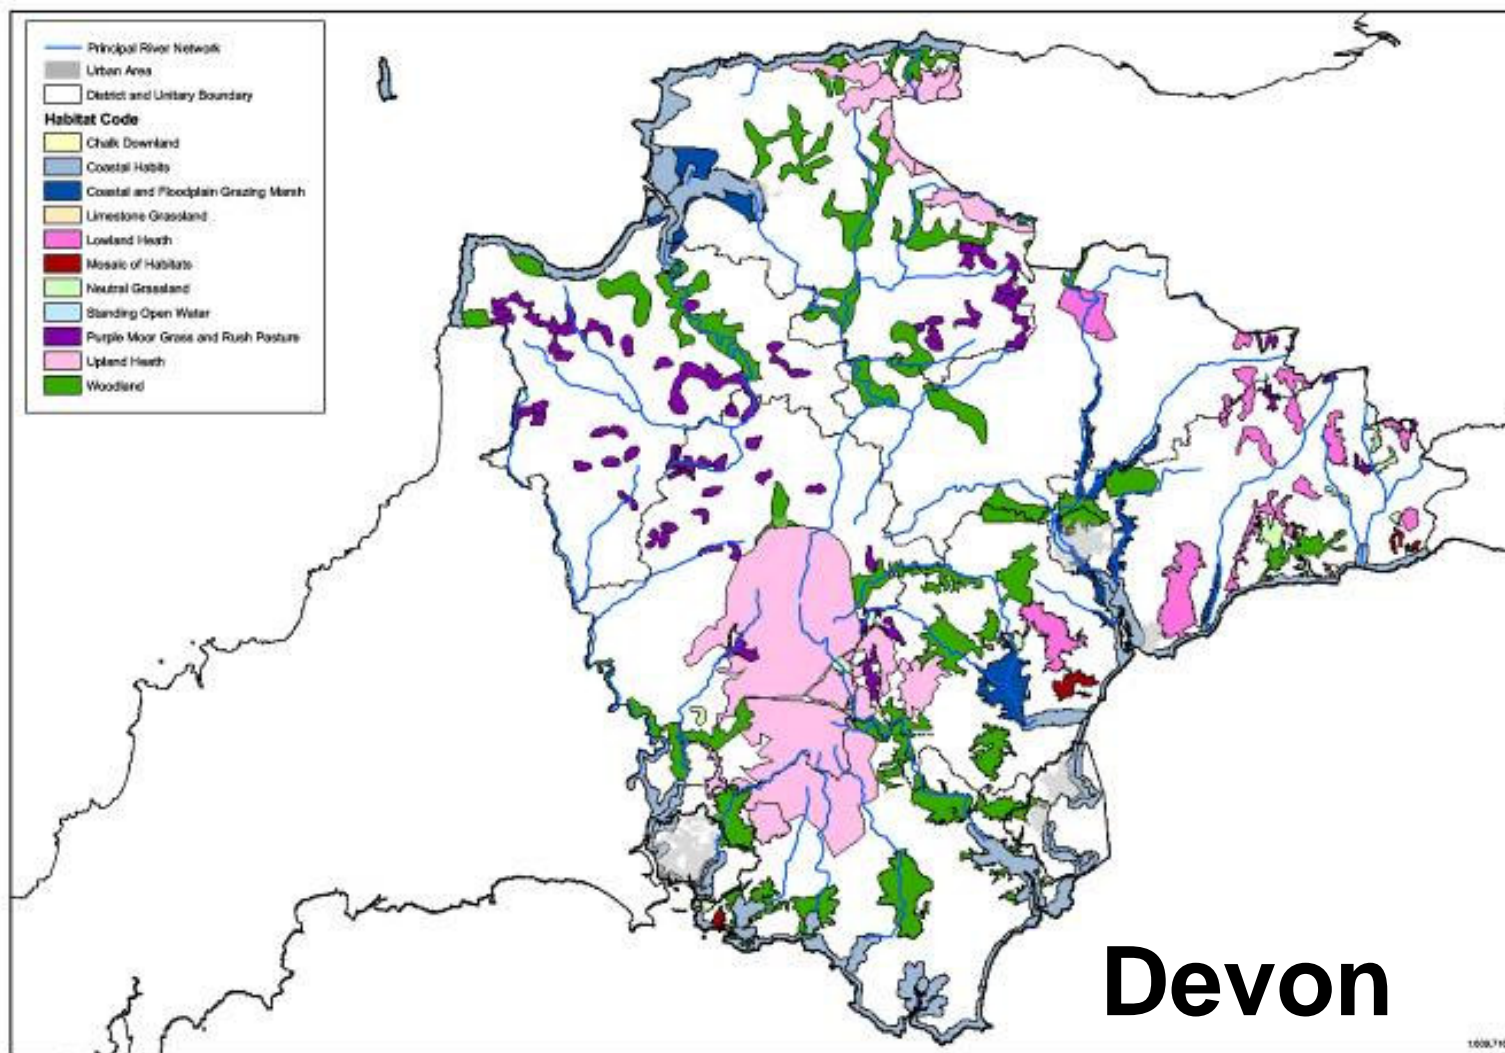 Principal River Network
Urban Area
District and Unitary Boundary
Habitat Code
Chalk Downland
Coastal Habits
Coastal and Floodplain Grazing Marsh
Limestone Grassland
Lowland Heath
Mosaic of Habitats
Neutral Grassland
Standing Open Water
Purple Moor Grass and Rush Pasture
Upland Heath
Woodland
Devon